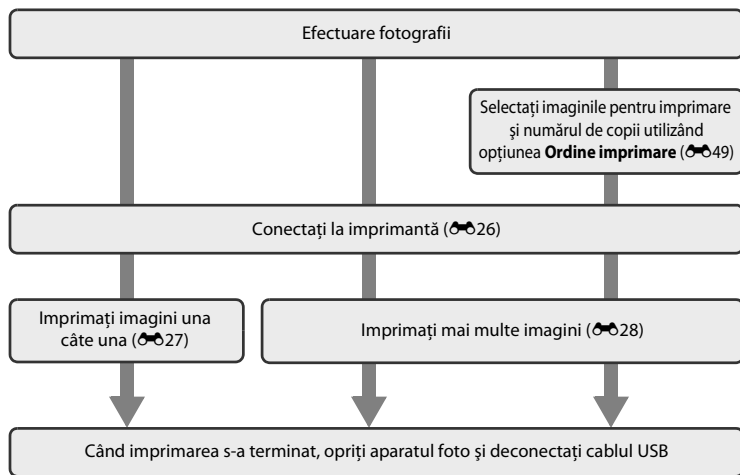 Efectuare fotografii
Selectați imaginile pentru imprimare
şi numărul de copii utilizând
opțiunea Ordine imprimare (49)
Conectați la imprimantă (26)
Imprimați imagini una
câte una (27)
Imprimați mai multe imagini (28)
Când imprimarea s-a terminat, opriți aparatul foto şi deconectați cablul USB